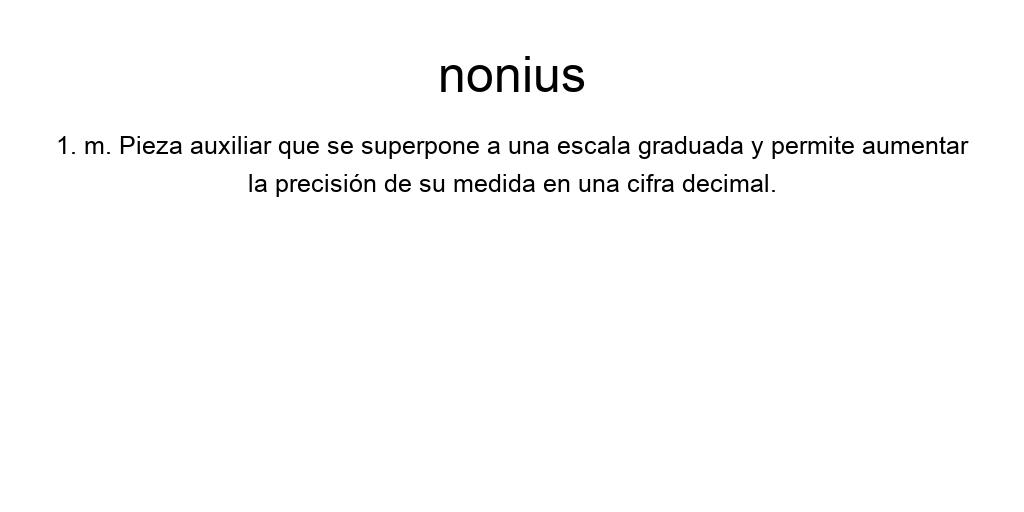 nonius
1. m. Pieza auxiliar que se superpone a una escala graduada y permite aumentar
la precisión de su medida en una cifra decimal.